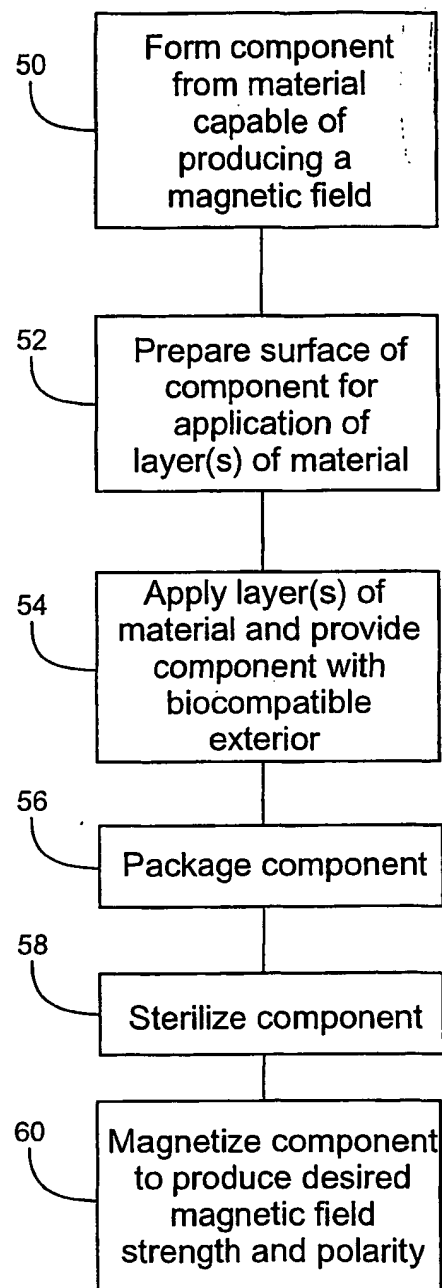 50
Form component
from material
capable of
producing a
magnetic field
52
Prepare surface of
component for
application of
layer(s) of material
54
Apply layer(s) of
material and provide
component with
biocompatible
exterior
56
Package component
58
Sterilize component
60
Magnetize component
to produce desired
magnetic field
strength and polarity